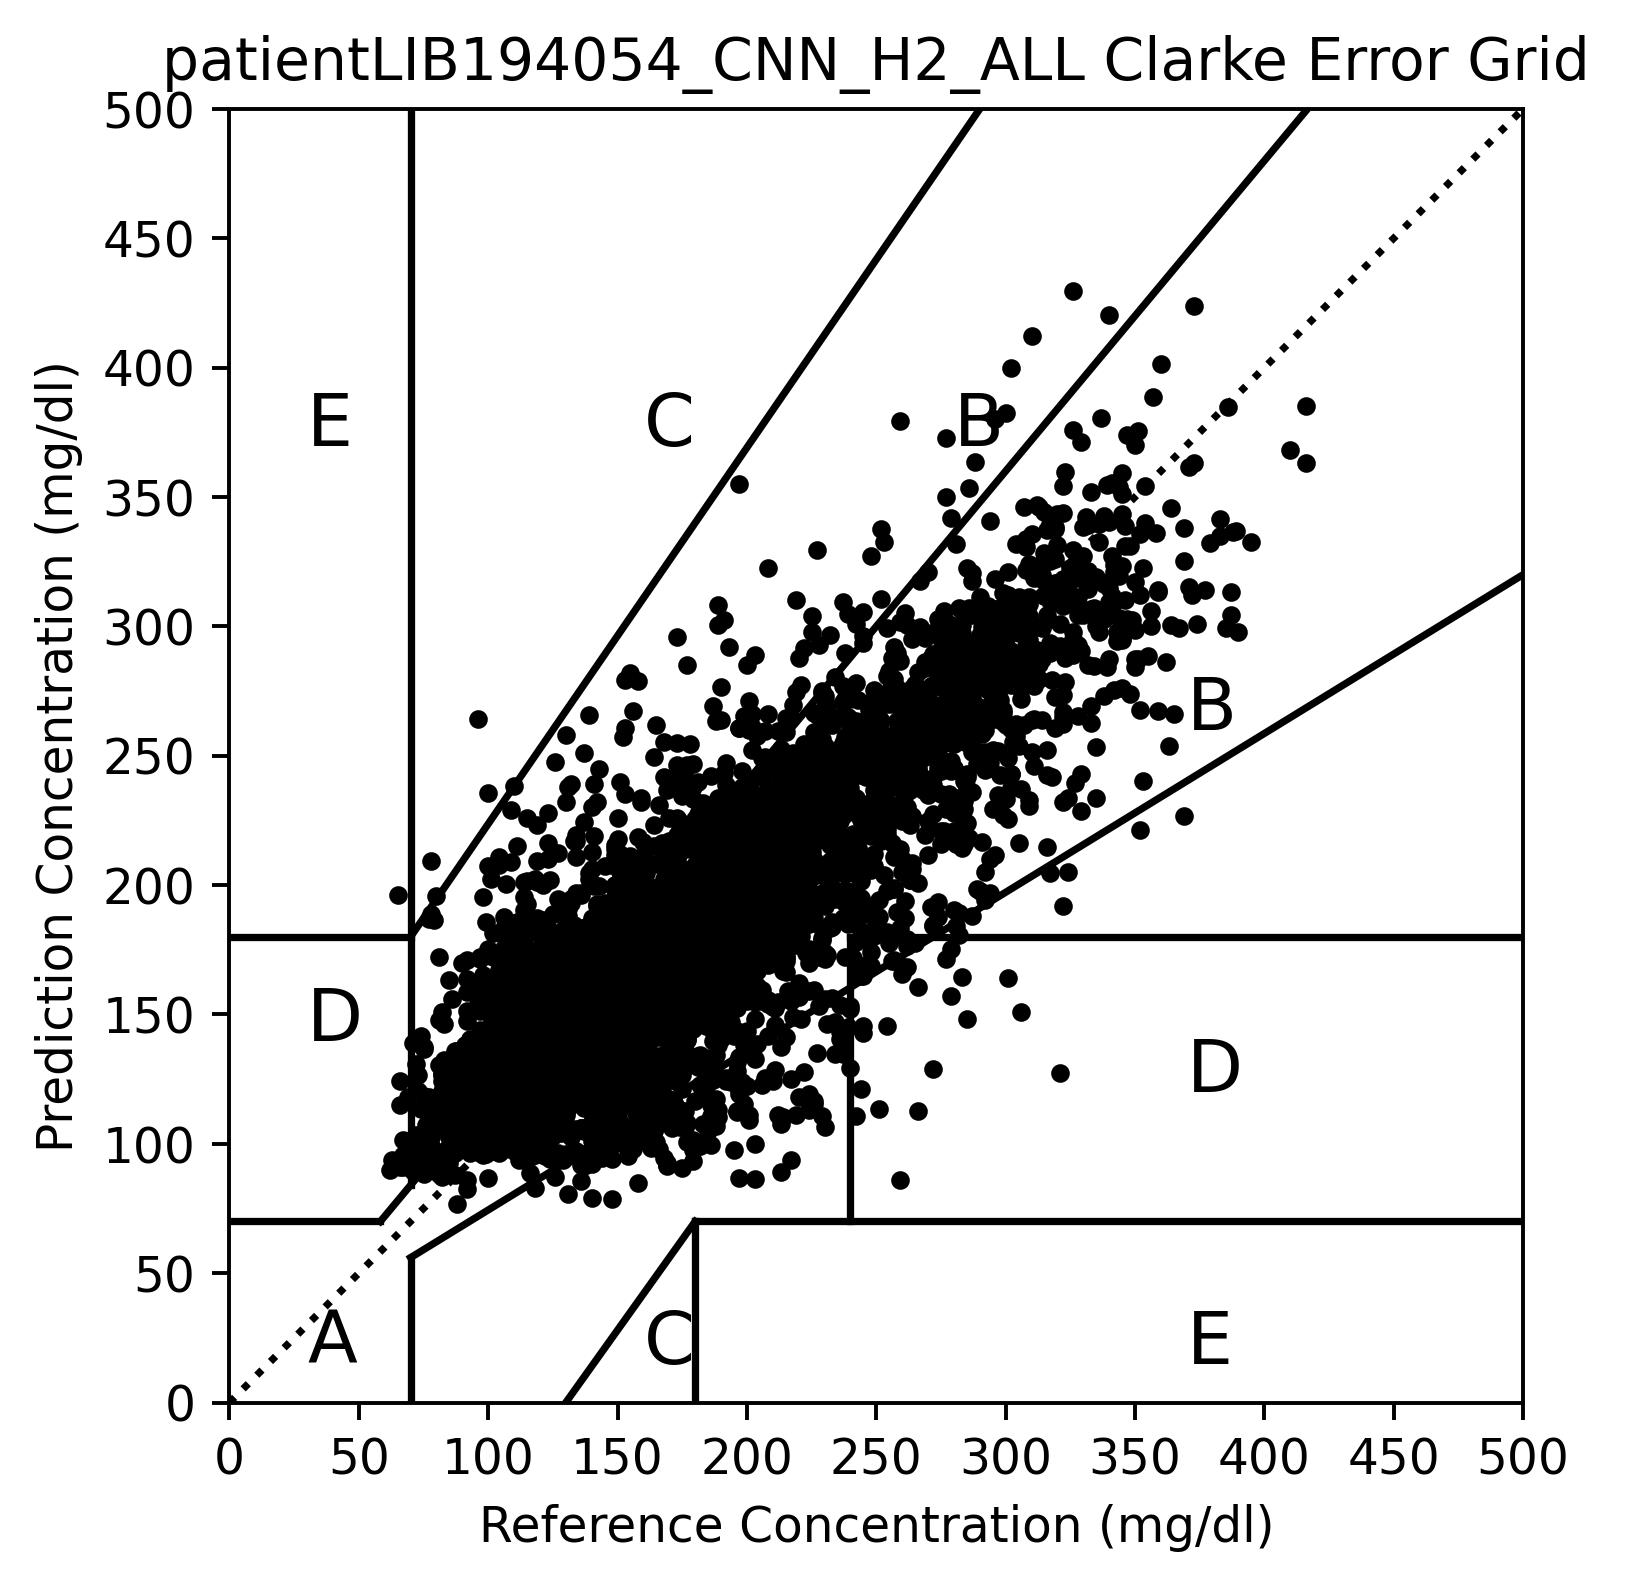 patientLIB194054_CNN_H2_ALL Clarke Error Grid
500
450
400
350
300
250
200
150
100
50
0
Prediction Concentration (mg/dl)
E
C
B
B
D
D
A
C
E
0 50 100 150 200 250 300 350 400 450 500
Reference Concentration (mg/dl)